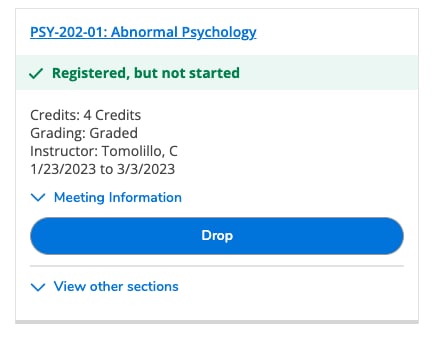 PSY-202-01: Abnormal Psychology
Registered, but not started
Credits: 4 Credits
Grading: Graded
Instructor: Tomolillo, C
1/23/2023 to 3/3/2023
Meeting Information
Drop
View other sections